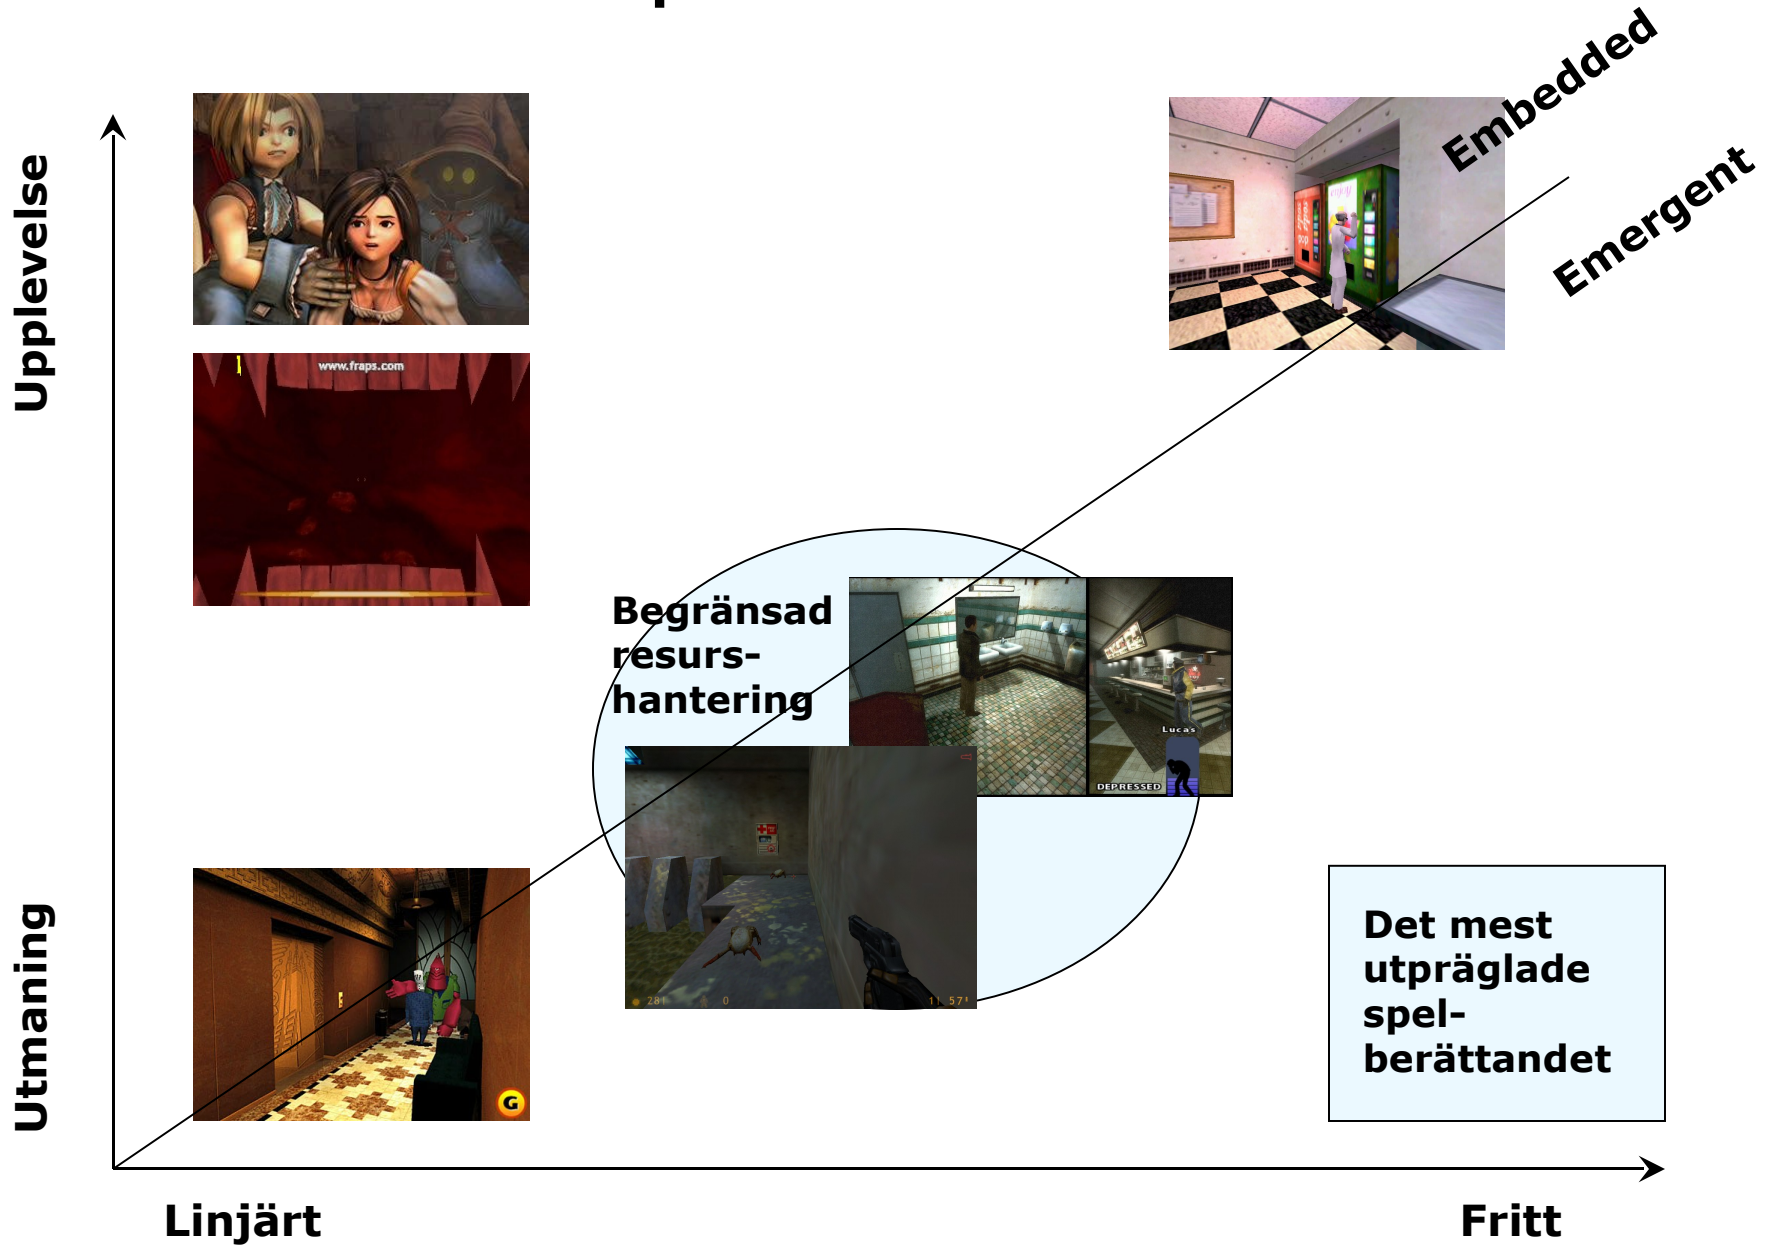 Embedded
Emergent
Upplevelse
www.fraps.com
Begränsad
resurs-
hantering
Lucas
DEPRESSED
Utmaning
G
0
Det mest
utpräglade
spel-
berättandet
Linjärt
Fritt